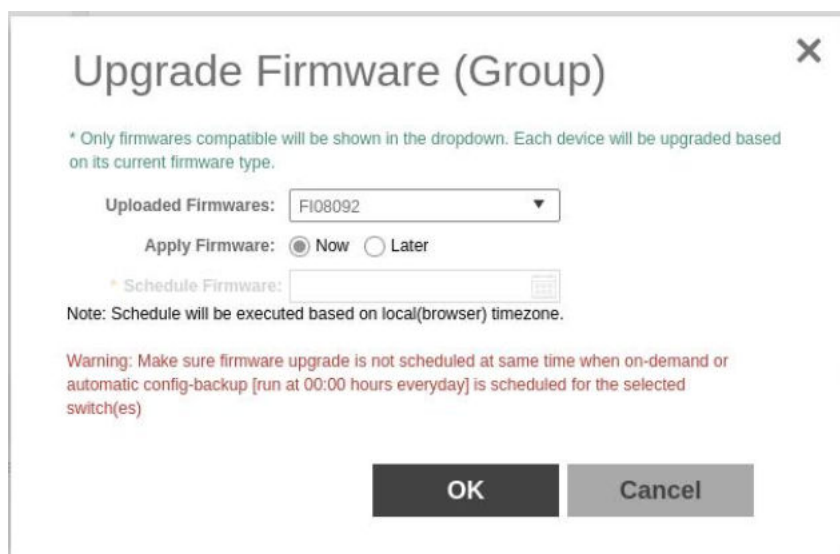 Upgrade Firmware (Group)
* Only firmwares compatible will be shown in the dropdown. Each device will be upgraded based
on its current firmware type.
Uploaded Firmwares: FI08092
Apply Firmware: Now Later
* Schedule Firmware:
Note: Schedule will be executed based on local(browser) timezone.
Warning: Make sure firmware upgrade is not scheduled at same time when on-demand or
automatic config-backup [run at 00:00 hours everyday] is scheduled for the selected
switch(es)
OK Cancel